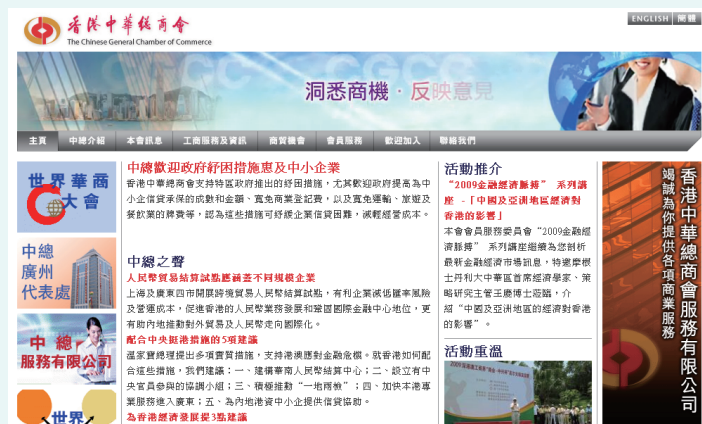 香港中華總商會
The Chinese General Chamber of Commerce
ENGLISH 簡體
CGCC CGCC
洞悉商機・反映意見
主頁 中總介紹 本會訊息 工商服務及資訊 商貿機會 會員服務 歡迎加入 聯絡我們
世界華商
大會
中總
廣州
代表處
中總
服務有限公司
世界
中總歡迎政府紓困措施惠及中小企業
香港中華總商會支持特區政府推出的紓困措施，尤其歡迎政府提高為中
小企信貸承保的成數和金額、寬免商業登記費，以及寬免運輸、旅遊及
餐飲業的牌費等，認為這些措施可紓緩企業信貸困難，減輕經營成本。
中總之聲
人民幣貿易結算試點應涵蓋不同規模企業
上海及廣東四市開展跨境貿易人民幣結算試點，有利企業減低匯率風險
及營運成本，促進香港的人民幣業務發展和鞏固國際金融中心地位，更
有助內地推動對外貿易及人民幣走向國際化。
配合中央挺港措施的5項建議
溫家寶總理提出多項實質措施，支持港澳應對金融危機。就香港如何配
合這些措施，我們建議：一、建構華南人民幣結算中心；二、設立有中
央官員參與的協調小組；三、積極推動“一地兩檢”；四、加快本港專
業服務進入廣東；五、為內地港資中小企提供信貸協助。
為香港經濟發展提3點建議
活動推介
“2009金融經濟脈搏” 系列講
座 -「中國及亞洲地區經濟對
香港的影響」
本會會員服務委員會“2009金融經
濟脈搏” 系列講座繼續為您剖析
最新金融經濟市場訊息，特邀摩根
士丹利大中華區首席經濟學家、策
略研究主管王慶博士蒞臨，介
紹“中國及亞洲地區的經濟對香港
的影響”。
活動重溫
香港中華總商會服務有限公司
竭誠為你提供各項商業服務